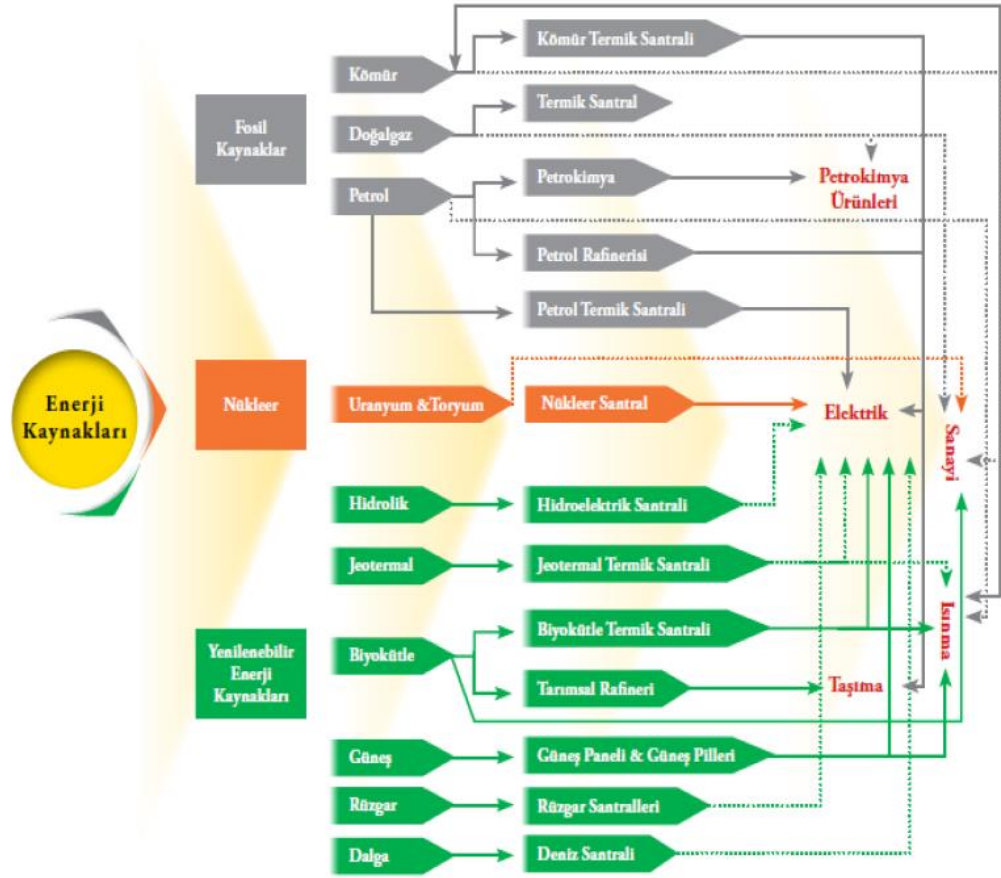 Enerji
Kaynakları
Fosil
Kaynaklar
Kömür
Kömür Termik Santrali
Doğalgaz
Termik Santral
Petrol
Petrokimya
Petrokimya
Ürünleri
Petrol Rafinerisi
Petrol Termik Santrali
Nükleer
Uranyum &Toryum
Nükleer Santral
Elektrik
Sanayi
Yenilenebilir
Enerji
Kaynakları
Hidrolik
Hidroelektrik Santrali
Jeotermal
Jeotermal Termik Santrali
Isınma
Biyokütle
Biyokütle Termik Santrali
Tarımsal Rafineri
Taşıma
Güneş
Güneş Paneli & Güneş Pilleri
Rüzgar
Rüzgar Santralleri
Dalga
Deniz Santrali